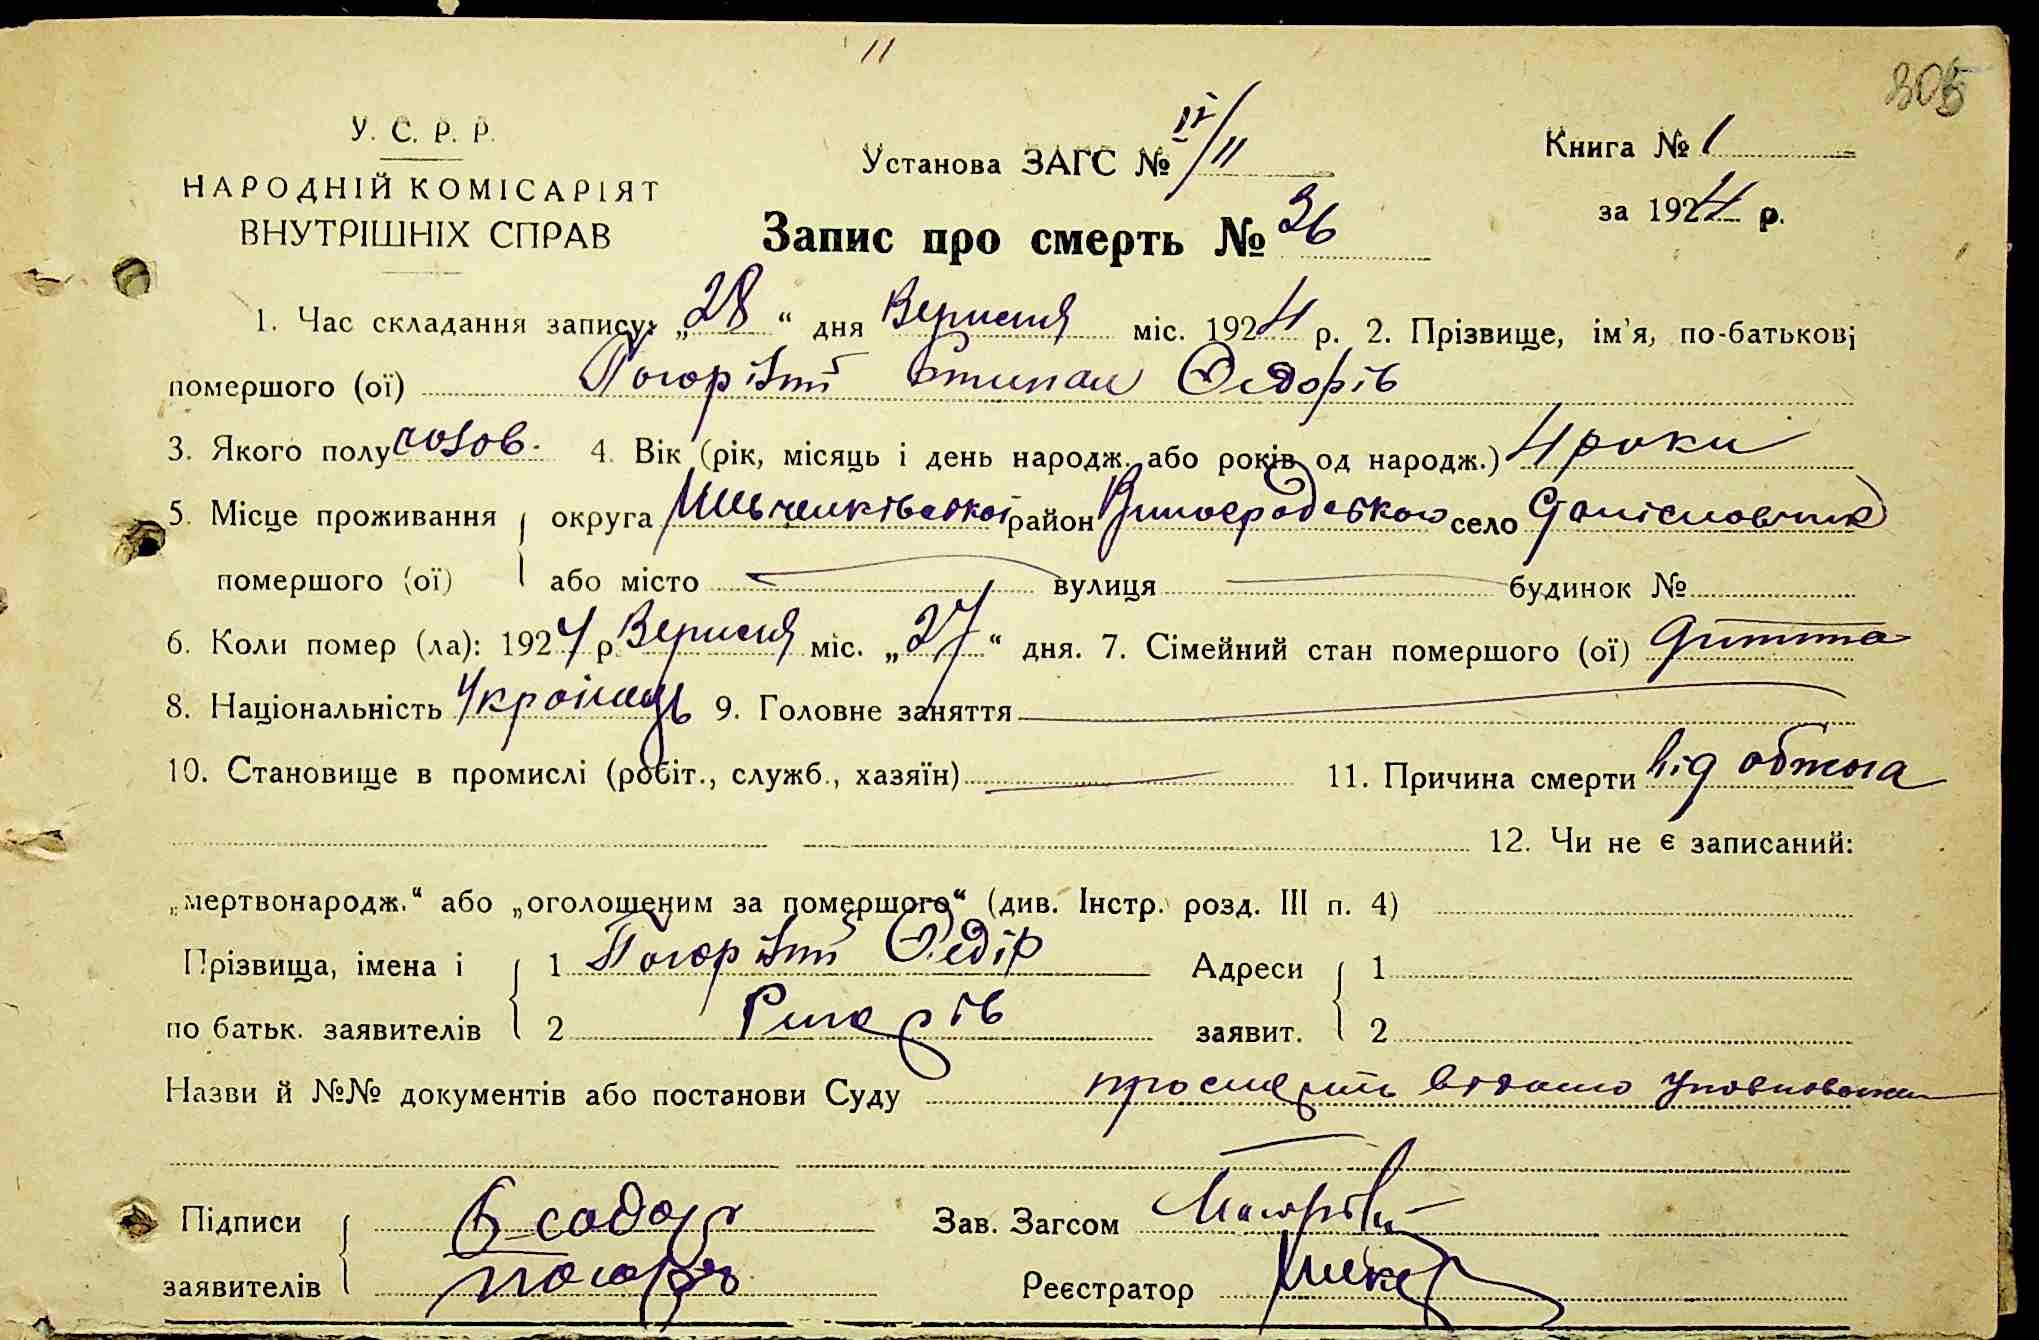 11
305
У. С. Р. Р.
НАРОДНІЙ КОМІСАРІЯТ
ВНУТРІШНІХ СПРАВ
Установа ЗАГС № IV/11
Книга № 1
за 1924 р.
Запис про смерть № 36
1. Час складання запису: „28“ дня Вересня міс. 1924 р. 2. Прізвище, ім'я, по-батькові
помершого (ої) Погорілий Степан Федорів
3. Якого полу чолов. 4. Вік (рік, місяць і день народж. або років од народж.) 4 роки
5. Місце проживання округа Шевченківської район Виноградського село
помершого (ої) або місто вулиця будинок №
6. Коли помер (ла): 1924 р. Вересня міс. „27“ дня. 7. Сімейний стан помершого (ої) дитина
8. Національність Українець 9. Головне заняття
10. Становище в промислі (робіт., служб., хазяїн) 11. Причина смерти від обжога
12. Чи не є записаний:
„мертвонародж.“ або „оголошеним за помершого“ (див. Інстр. розд. III п. 4)
Прізвища, імена і 1 Погорілий Федір Адреси 1
по батьк. заявителів 2 заявит. 2
Назви й №№ документів або постанови Суду
Підписи Зав. Загсом
заявителів Реєстратор